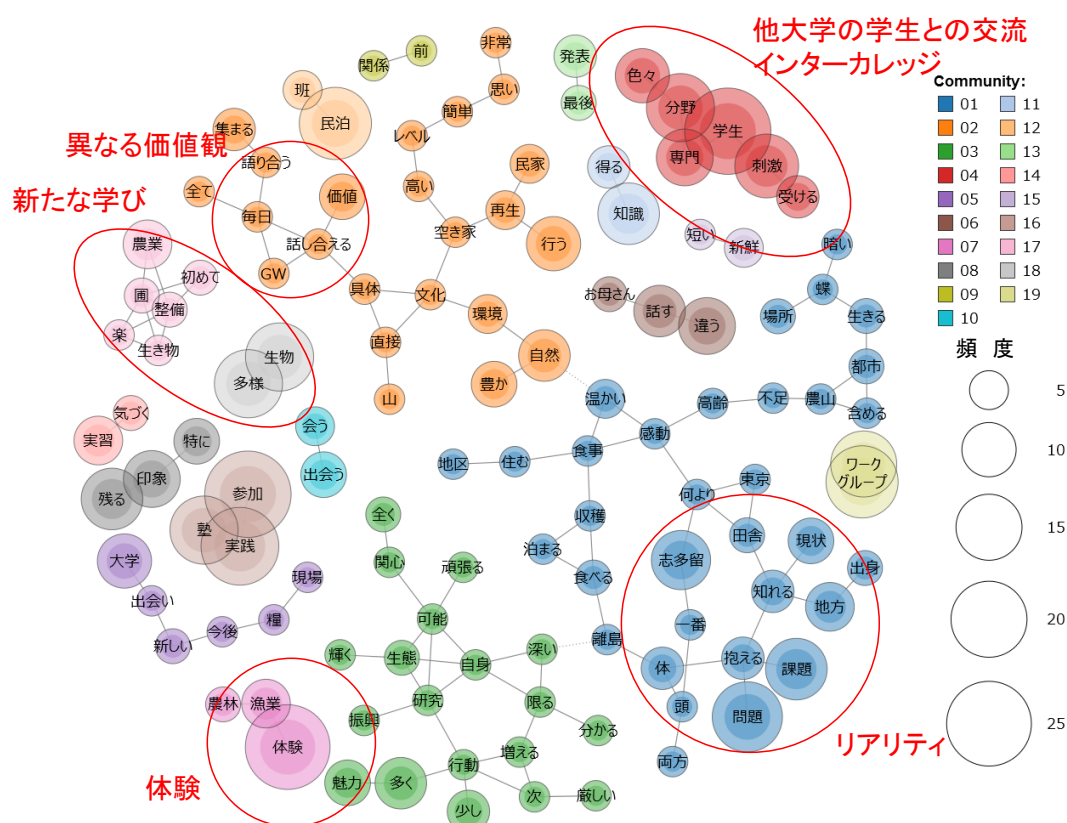 他大学の学生との交流
インターカレッジ
Community:
01 11
02 12
03 13
04 14
05 15
06 16
07 17
08 18
09 19
10
頻 度
5
10
15
20
25
異なる価値観
新たな学び
体験
リアリティ
非常
前
関係
思い
発表
最後
色々
分野
学生
専門
刺激
受ける
班
民泊
簡単
レベル
集まる
語り合う
全て
毎日
価値
話し合える
GW
高い
民家
再生
空き家
行う
得る
知識
短い
新鮮
暗い
蝶
場所
生きる
都市
含める
農山
不足
高齢
農業
初めて
圃
整備
楽
生き物
生物
多様
具体
文化
直接
山
環境
自然
豊か
お母さん
話す
違う
温かい
感動
食事
住む
地区
気づく
実習
特に
印象
残る
会う
出会う
参加
塾
実践
ワーク
グループ
何より
東京
田舎
現状
志多留
知れる
出身
地方
一番
抱える
課題
体
問題
頭
両方
収穫
泊まる
食べる
離島
大学
出会い
新しい
今後
糧
現場
全く
関心
頑張る
可能
輝く
生態
自身
深い
研究
振興
限る
分かる
増える
行動
魅力
多く
少し
次
厳しい
農林
漁業
体験